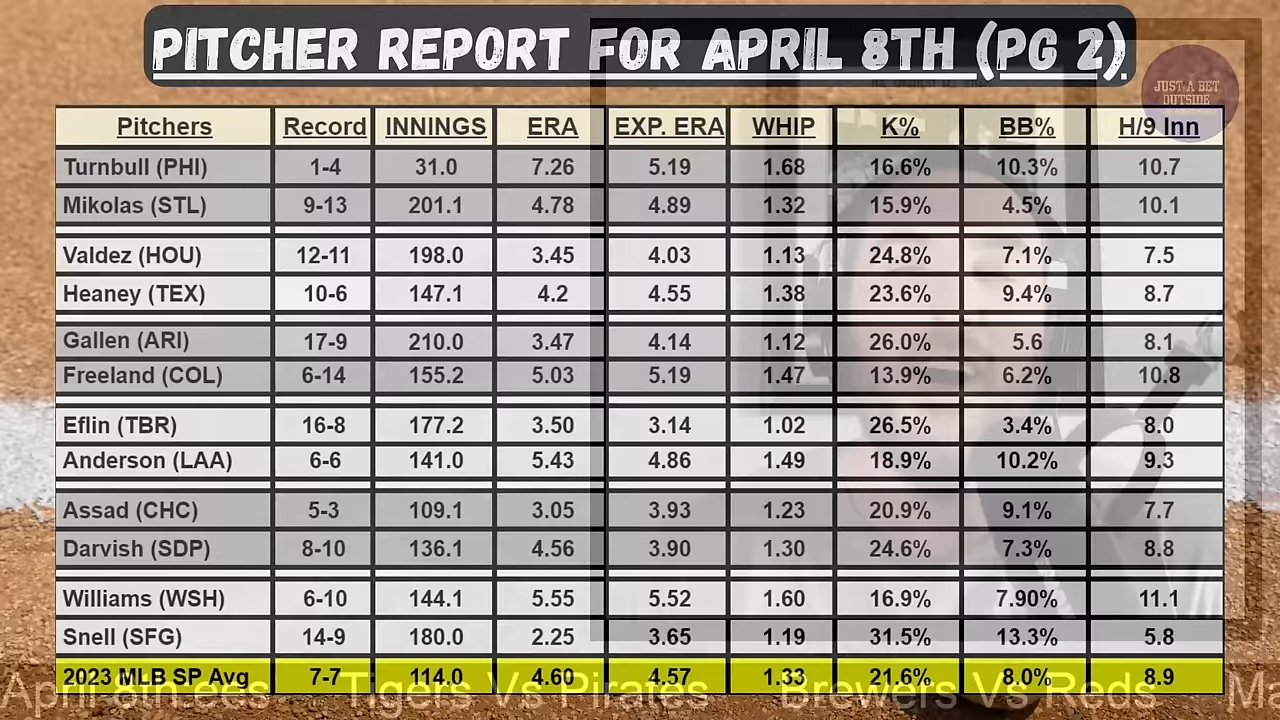 PITCHER REPORT FOR APRIL 8TH (PG 2)
JUST A BET
OUTSIDE
Pitchers Record INNINGS ERA EXP. ERA WHIP K% BB% H/9 Inn
Turnbull (PHI) 1-4 31.0 7.26 5.19 1.68 16.6% 10.3% 10.7
Mikolas (STL) 9-13 201.1 4.78 4.89 1.32 15.9% 4.5% 10.1
Valdez (HOU) 12-11 198.0 3.45 4.03 1.13 24.8% 7.1% 7.5
Heaney (TEX) 10-6 147.1 4.2 4.55 1.38 23.6% 9.4% 8.7
Gallen (ARI) 17-9 210.0 3.47 4.14 1.12 26.0% 5.6 8.1
Freeland (COL) 6-14 155.2 5.03 5.19 1.47 13.9% 6.2% 10.8
Eflin (TBR) 16-8 177.2 3.50 3.14 1.02 26.5% 3.4% 8.0
Anderson (LAA) 6-6 141.0 5.43 4.86 1.49 18.9% 10.2% 9.3
Assad (CHC) 5-3 109.1 3.05 3.93 1.23 20.9% 9.1% 7.7
Darvish (SDP) 8-10 136.1 4.56 3.90 1.30 24.6% 7.3% 8.8
Williams (WSH) 6-10 144.1 5.55 5.52 1.60 16.9% 7.90% 11.1
Snell (SFG) 14-9 180.0 2.25 3.65 1.19 31.5% 13.3% 5.8
2023 MLB SP Avg 7-7 114.0 4.60 4.57 1.33 21.6% 8.0% 8.9
April 8th.ees Tigers Vs Pirates Brewers Vs Reds Ma